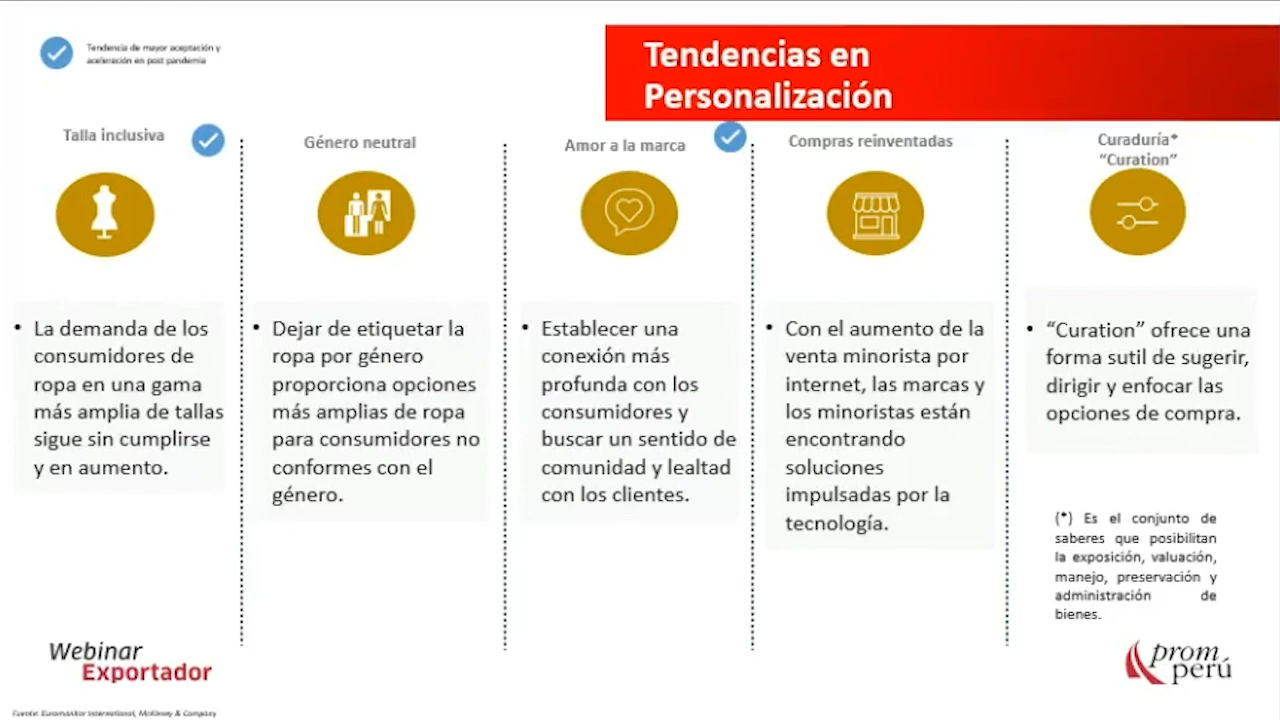 Tendencia de mayor aceptación y
aceleración en post pandemia
Tendencias en
Personalización
Talla inclusiva
Género neutral
Amor a la marca
Compras reinventadas
Curaduría*
“Curation”
• La demanda de los
consumidores de
ropa en una gama
más amplia de tallas
sigue sin cumplirse
y en aumento.
• Dejar de etiquetar la
ropa por género
proporciona opciones
más amplias de ropa
para consumidores no
conformes con el
género.
• Establecer una
conexión más
profunda con los
consumidores y
buscar un sentido de
comunidad y lealtad
con los clientes.
• Con el aumento de la
venta minorista por
internet, las marcas y
los minoristas están
encontrando
soluciones
impulsadas por la
tecnología.
• “Curation” ofrece una
forma sutil de sugerir,
dirigir y enfocar las
opciones de compra.
(*) Es el conjunto de
saberes que posibilitan
la exposición, valuación,
manejo, preservación y
administración de
bienes.
Webinar
Exportador
prom
perú
Fuente: Euromonitor International, McKinsey & Company